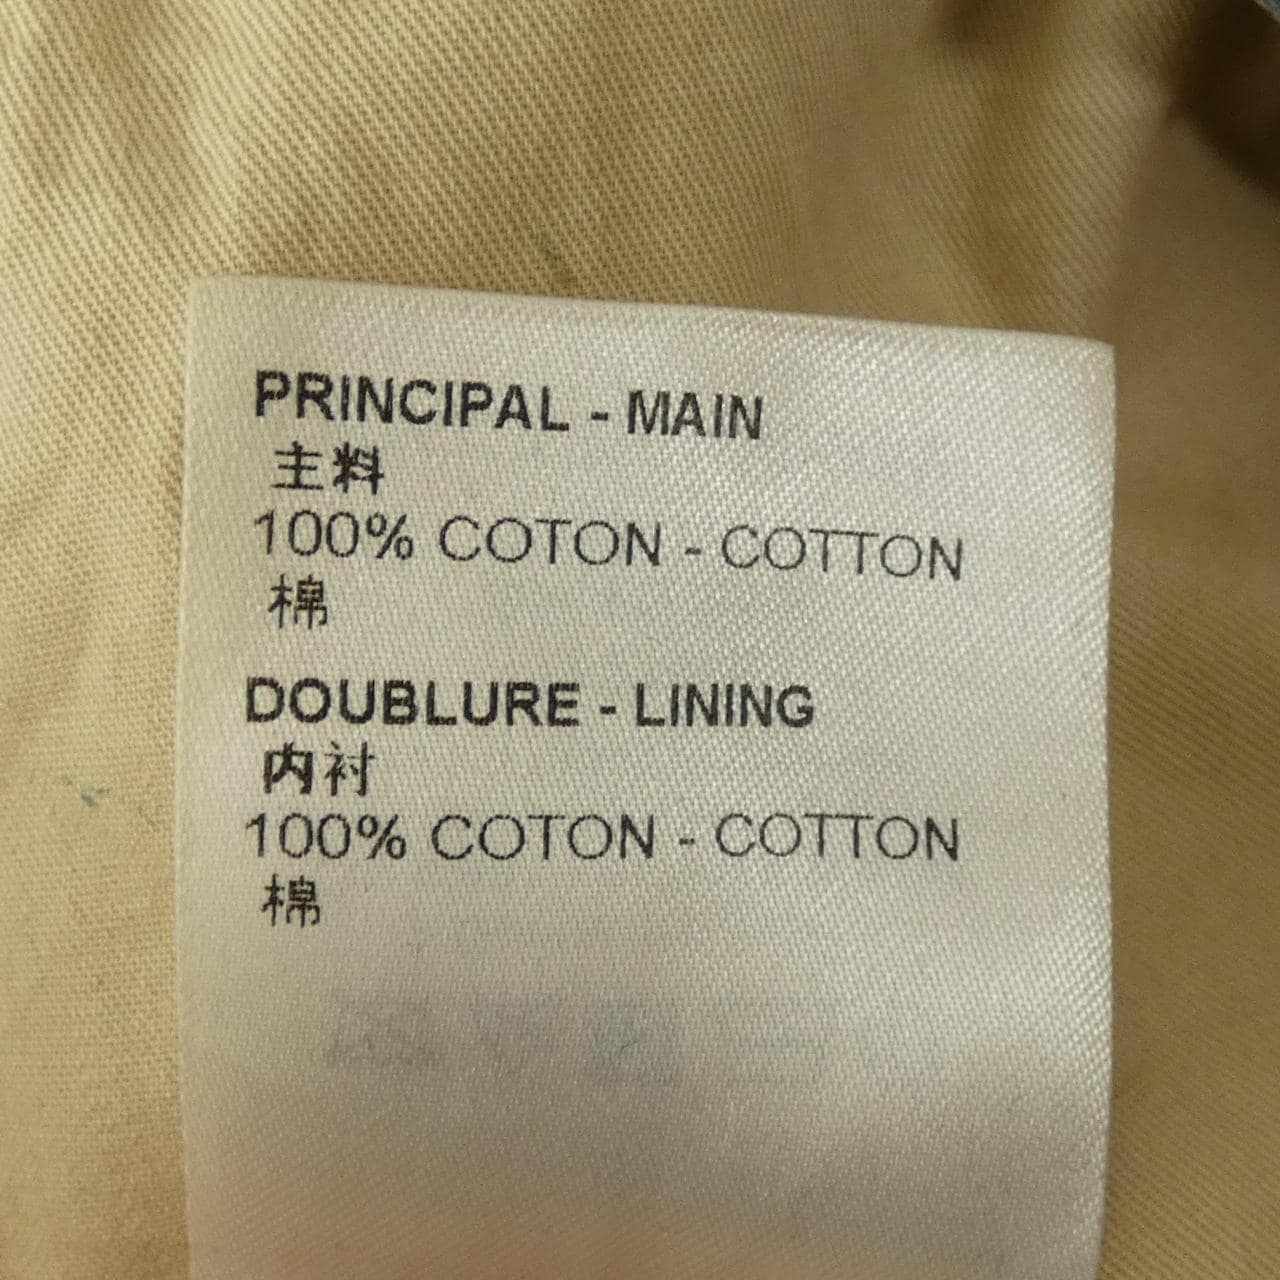 PRINCIPAL - MAIN
主料
100% COTON - COTTON
棉
DOUBLURE - LINING
内衬
100% COTON - COTTON
棉